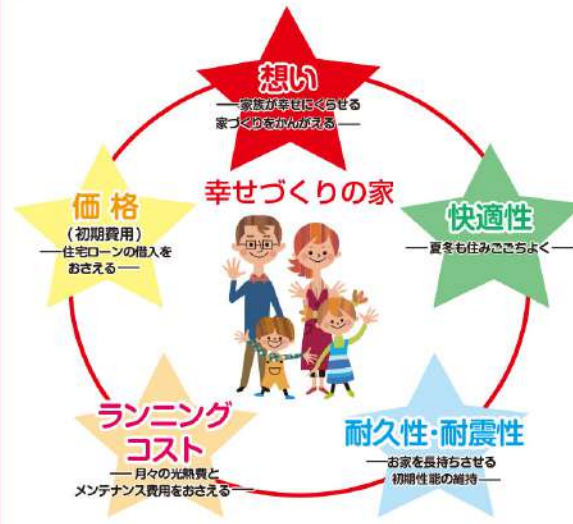 想い
──家族が幸せにくらせる
家づくりをかんがえる──
幸せづくりの家
価格
(初期費用)
──住宅ローンの借入を
おさえる──
快適性
──夏冬も住みごこちよく──
ランニング
コスト
──月々の光熱費と
メンテナンス費用をおさえる──
耐久性・耐震性
──お家を長持ちさせる
初期性能の維持──